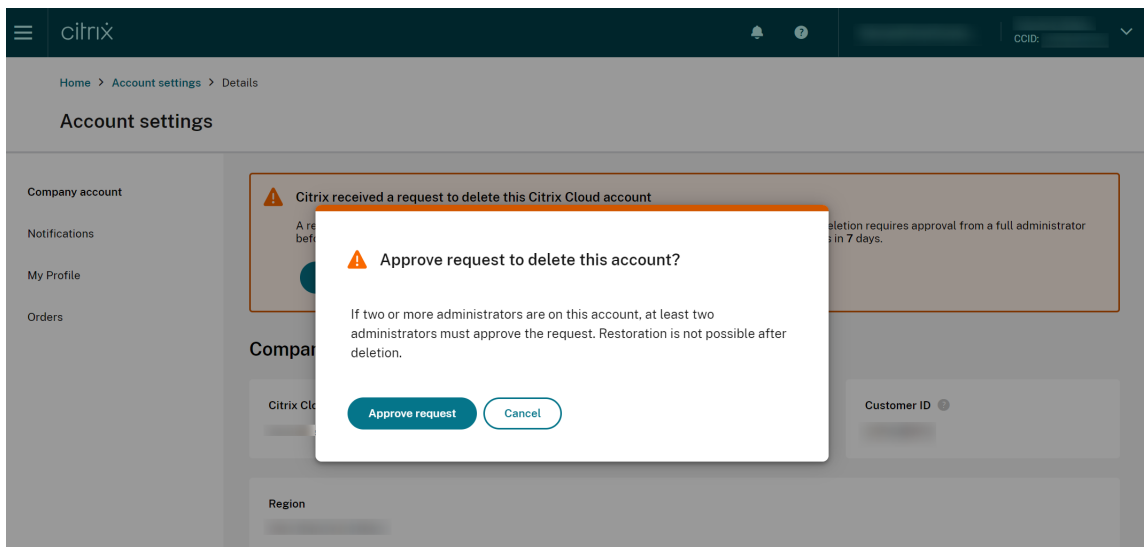 citrix
CCID:
Home > Account settings > Details
Account settings
Company account
Notifications
My Profile
Orders
Citrix received a request to delete this Citrix Cloud account
A re
eletion requires approval from a full administrator
befo
s in 7 days.
Approve request to delete this account?
If two or more administrators are on this account, at least two
administrators must approve the request. Restoration is not possible after
deletion.
Approve request
Cancel
Compan
Citrix Clo
Customer ID
Region